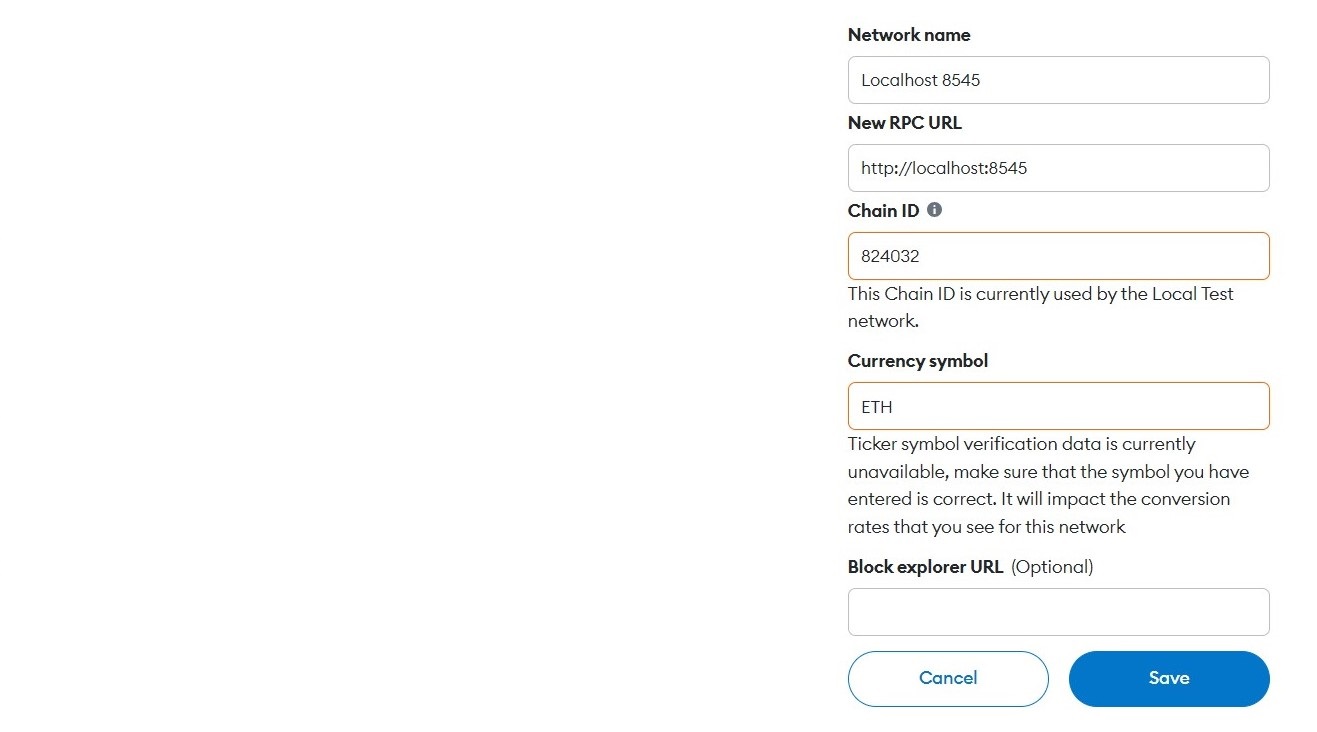 Network name
Localhost 8545
New RPC URL
http://localhost:8545
Chain ID
824032
This Chain ID is currently used by the Local Test
network.
Currency symbol
ETH
Ticker symbol verification data is currently
unavailable, make sure that the symbol you have
entered is correct. It will impact the conversion
rates that you see for this network
Block explorer URL (Optional)
Cancel
Save